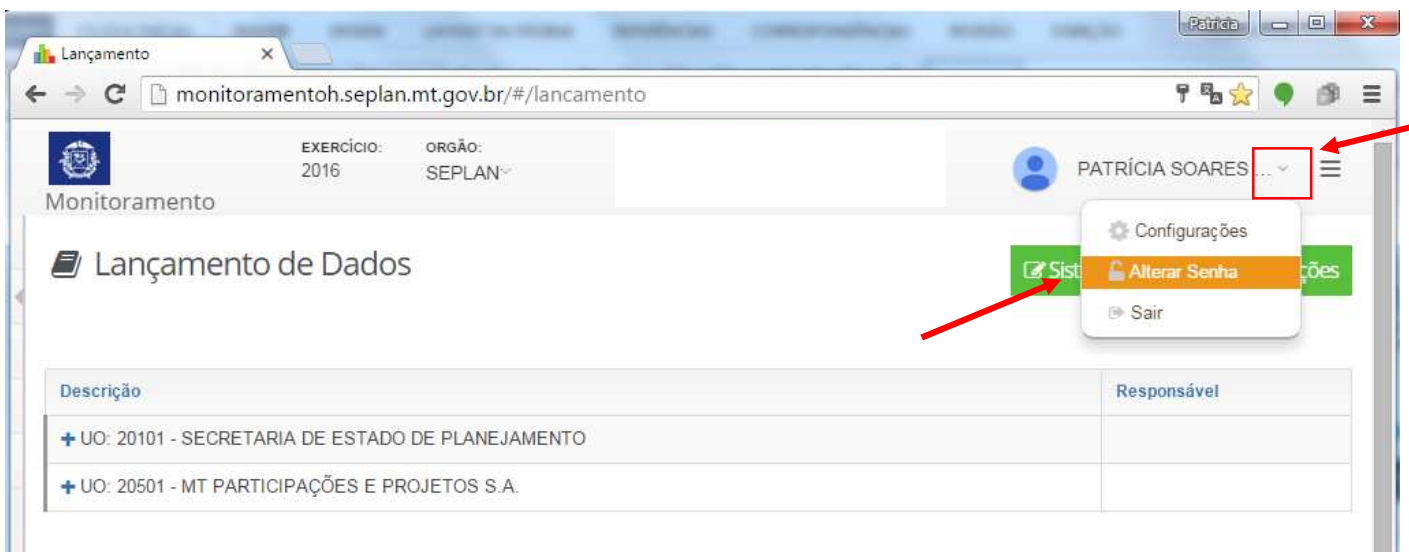 Patricia
Lançamento
monitoramentoh.seplan.mt.gov.br/#/lancamento
EXERCÍCIO: ORGÃO:
2016 SEPLAN
PATRÍCIA SOARES ...
Monitoramento
Configurações
Lançamento de Dados
Sist Alterar Senha ções
Sair
Descrição Responsável
+ UO: 20101 - SECRETARIA DE ESTADO DE PLANEJAMENTO
+ UO: 20501 - MT PARTICIPAÇÕES E PROJETOS S.A.